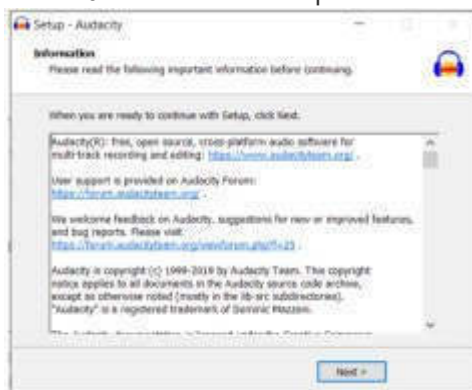 Setup - Audacity
Information
Please read the following important information before continuing.
When you are ready to continue with Setup, click Next.
Audacity(R): free, open source, cross-platform audio software for
multi-track recording and editing: https://www.audacityteam.org/ .
User support is provided on Audacity Forum:
https://forum.audacityteam.org/ .
We welcome feedback on Audacity, suggestions for new or improved features,
and bug reports. Please visit
https://forum.audacityteam.org/viewforum.php?f=25 .
Audacity is copyright (c) 1999-2019 by Audacity Team. This copyright
notice applies to all documents in the Audacity source code archive,
except as otherwise noted (mostly in the lib-src subdirectories).
"Audacity" is a registered trademark of Dominic Mazzoni.
Next >